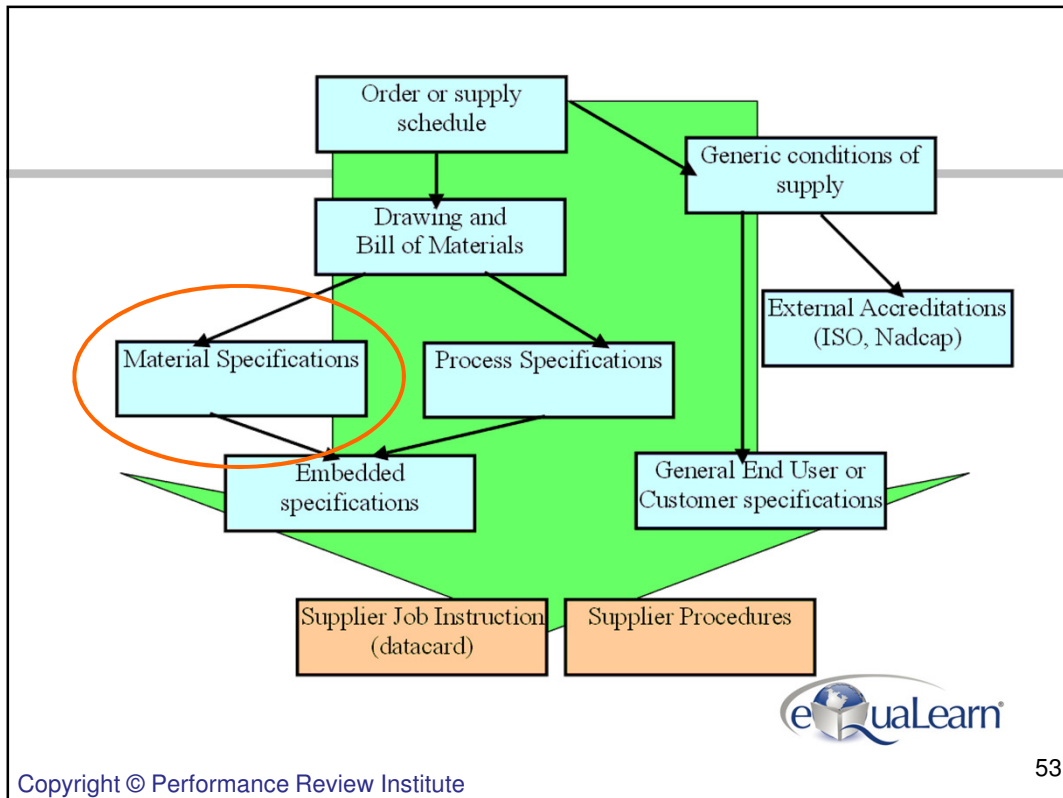 Order or supply
schedule
Generic conditions of
supply
Drawing and
Bill of Materials
External Accreditations
(ISO, Nadcap)
Material Specifications
Process Specifications
Embedded
specifications
General End User or
Customer specifications
Supplier Job Instruction
(datacard)
Supplier Procedures
eQuaLearn®
Copyright © Performance Review Institute
53